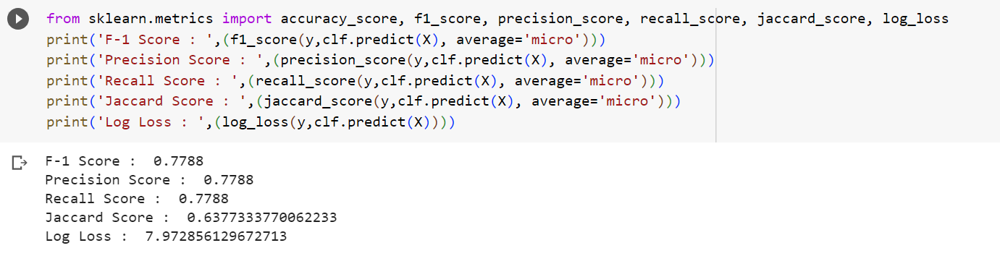 from sklearn.metrics import accuracy_score, f1_score, precision_score, recall_score, jaccard_score, log_loss
print('F-1 Score : ',(f1_score(y,clf.predict(X), average='micro')))
print('Precision Score : ',(precision_score(y,clf.predict(X), average='micro')))
print('Recall Score : ',(recall_score(y,clf.predict(X), average='micro')))
print('Jaccard Score : ',(jaccard_score(y,clf.predict(X), average='micro')))
print('Log Loss : ',(log_loss(y,clf.predict(X))))
F-1 Score :  0.7788
Precision Score :  0.7788
Recall Score :  0.7788
Jaccard Score :  0.6377333770062233
Log Loss :  7.972856129672713